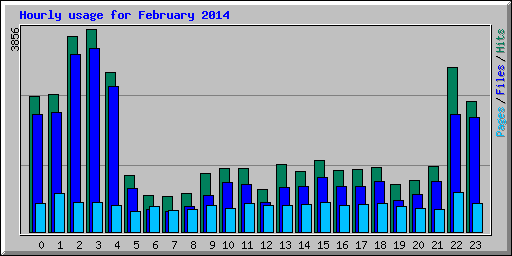 Hourly usage for February 2014
3856
Pages/Files/Hits
0 1 2 3 4 5 6 7 8 9 10 11 12 13 14 15 16 17 18 19 20 21 22 23